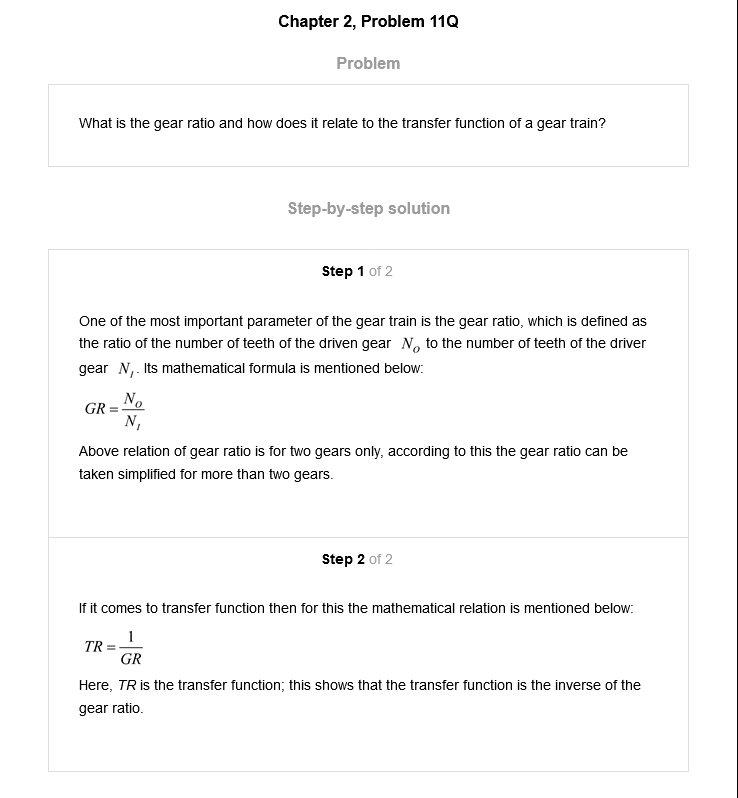 Chapter 2, Problem 11Q
Problem
What is the gear ratio and how does it relate to the transfer function of a gear train?
Step-by-step solution
Step 1 of 2
One of the most important parameter of the gear train is the gear ratio, which is defined as
the ratio of the number of teeth of the driven gear N_O to the number of teeth of the driver
gear N_I. Its mathematical formula is mentioned below:
GR = N_O / N_I
Above relation of gear ratio is for two gears only, according to this the gear ratio can be
taken simplified for more than two gears.
Step 2 of 2
If it comes to transfer function then for this the mathematical relation is mentioned below:
TR = 1 / GR
Here, TR is the transfer function; this shows that the transfer function is the inverse of the
gear ratio.